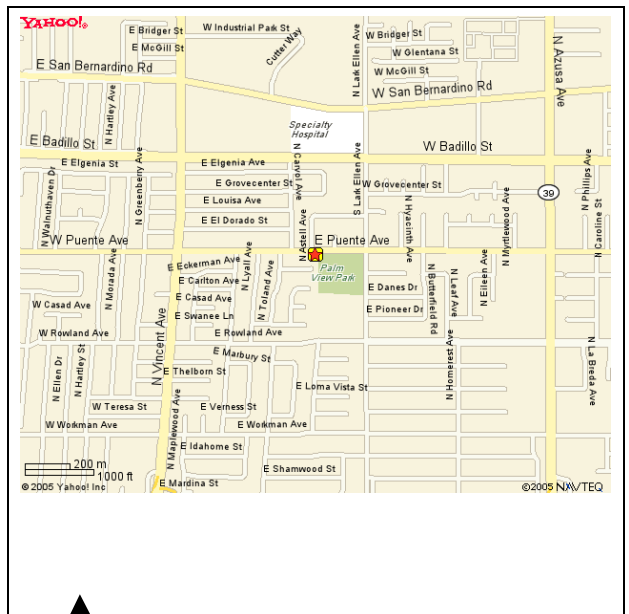 YAHOO!®
E Bridger St
W Industrial Park St
W Bridger St
E McGill St
Cutter Way
W Glentana St
E San Bernardino Rd
W McGill St
N Lark Ellen Ave
N Azusa Ave
W San Bernardino Rd
N Hartley Ave
Specialty
Hospital
E Badillo St
W Badillo St
E Elgenia St
E Elgenia Ave
N Carvol Ave
N Walnuthaven Dr
N Greenberry Ave
E Grovecenter St
W Grovecenter St
S Lark Ellen Ave
N Phillips Ave
39
E Louisa Ave
N Hyacinth Ave
N Myrtlewood Ave
N Caroline St
E El Dorado St
N Astell Ave
W Puente Ave
E Puente Ave
E Eckerman Ave
N Lyall Ave
Palm
View Park
N Morada Ave
E Carlton Ave
N Toland Ave
E Danes Dr
N Butterfield Rd
N Leaf Ave
N Eileen Ave
W Casad Ave
E Casad Ave
E Pioneer Dr
E Swanee Ln
W Rowland Ave
E Rowland Ave
N Vincent Ave
E Marbury St
N Ellen Dr
N Hartley St
E Thelborn St
N Homerest Ave
N La Breda Ave
E Loma Vista St
W Teresa St
E Verness St
W Workman Ave
E Workman Ave
N Maplewood Ave
E Idahome St
200 m
1000 ft
E Shamwood St
©2005 Yahoo! Inc
E Mardina St
©2005 NAVTEQ